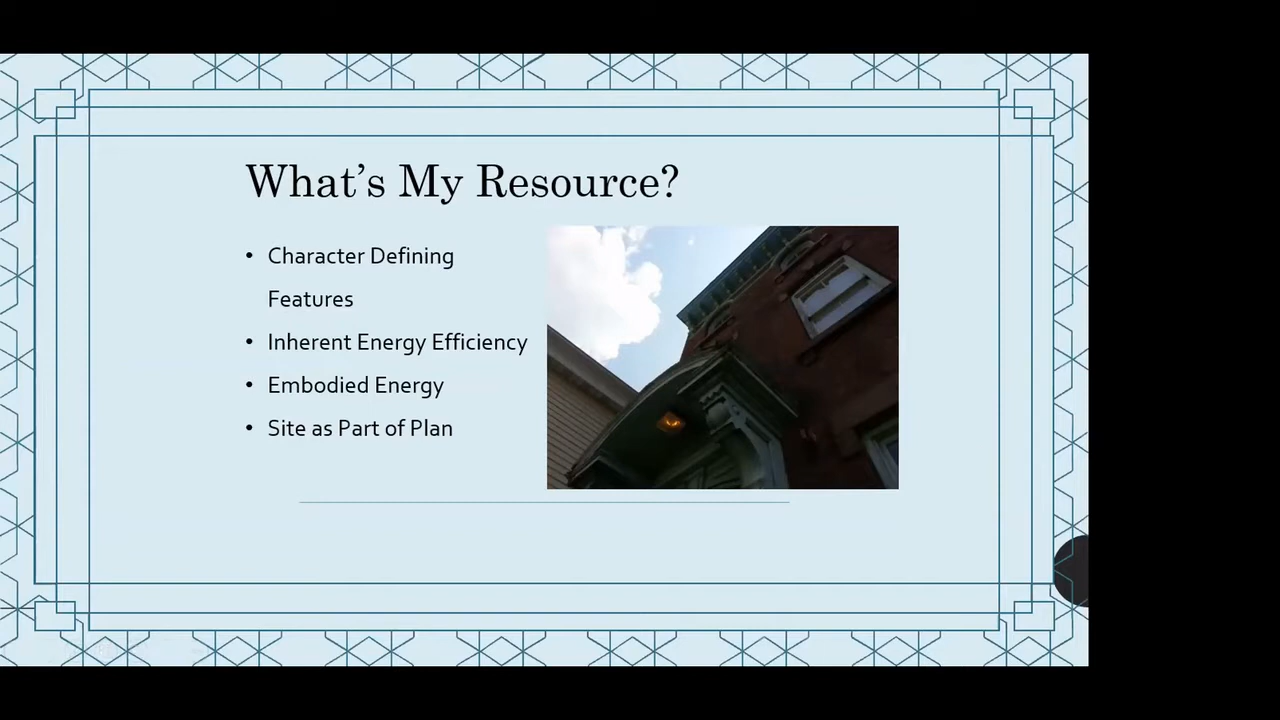 What’s My Resource?
• Character Defining
Features
• Inherent Energy Efficiency
• Embodied Energy
• Site as Part of Plan